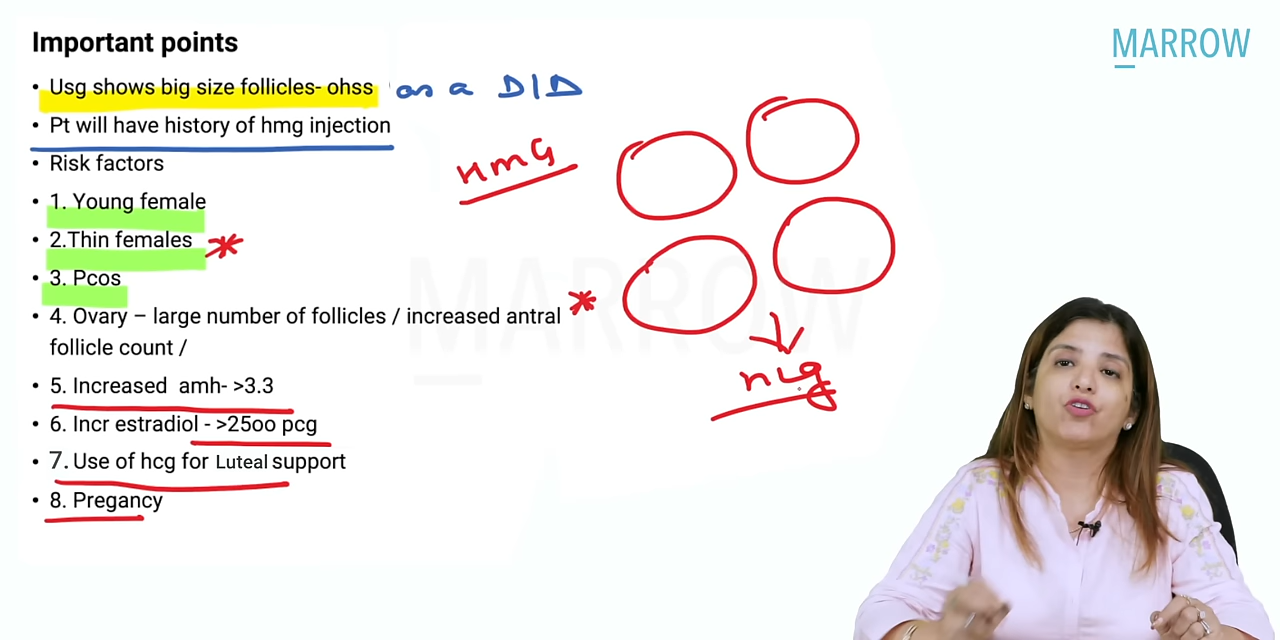 Important points
MARROW
• Usg shows big size follicles- ohss as a D/D
• Pt will have history of hmg injection
HMG
• Risk factors
• 1. Young female
• 2.Thin females *
• 3. Pcos
• 4. Ovary – large number of follicles / increased antral *
follicle count /
• 5. Increased amh- >3.3
hcg
• 6. Incr estradiol - >25oo pcg
• 7. Use of hcg for Luteal support
• 8. Pregancy
MARROW